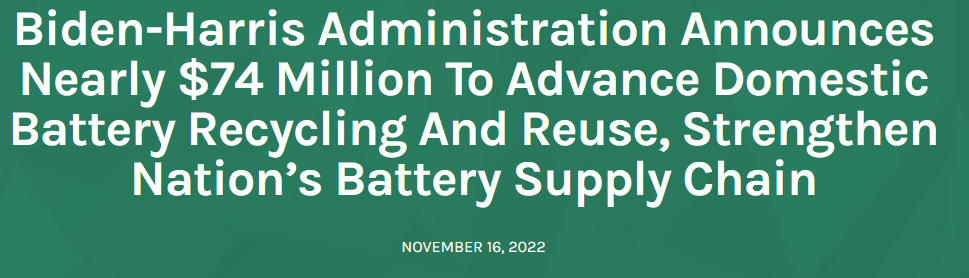 Biden-Harris Administration Announces
Nearly $74 Million To Advance Domestic
Battery Recycling And Reuse, Strengthen
Nation’s Battery Supply Chain
NOVEMBER 16, 2022